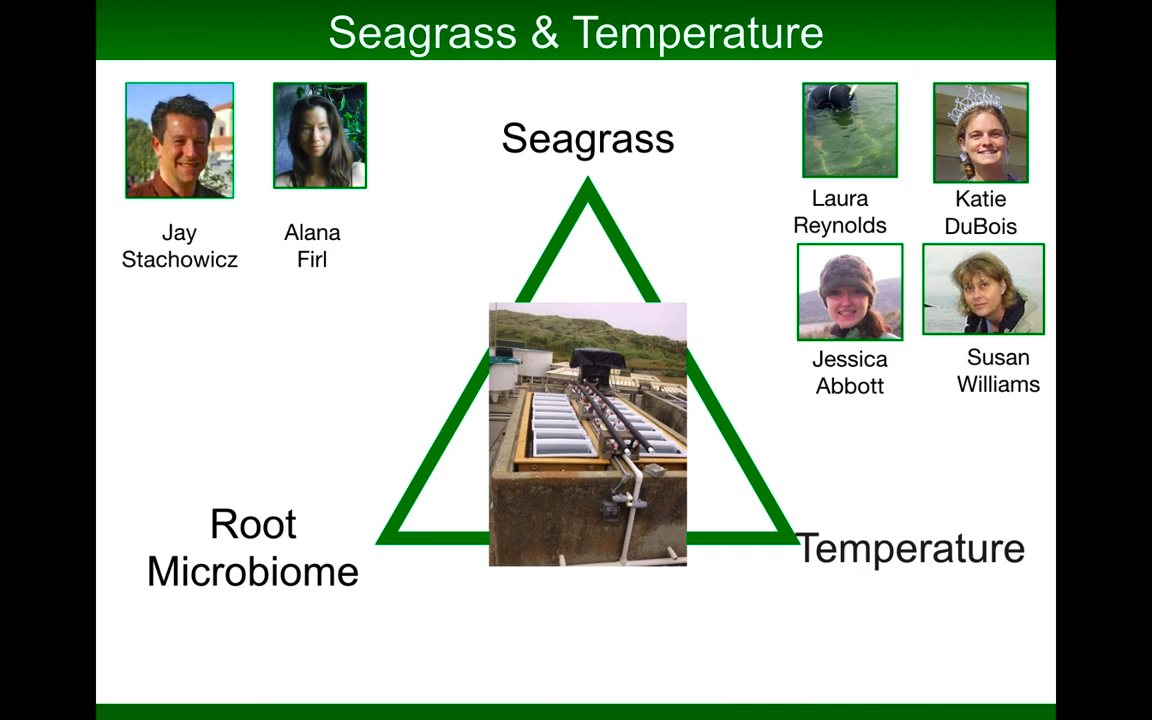 Seagrass & Temperature
Jay
Stachowicz
Alana
Firl
Seagrass
Laura
Reynolds
Katie
DuBois
Jessica
Abbott
Susan
Williams
Root
Microbiome
Temperature